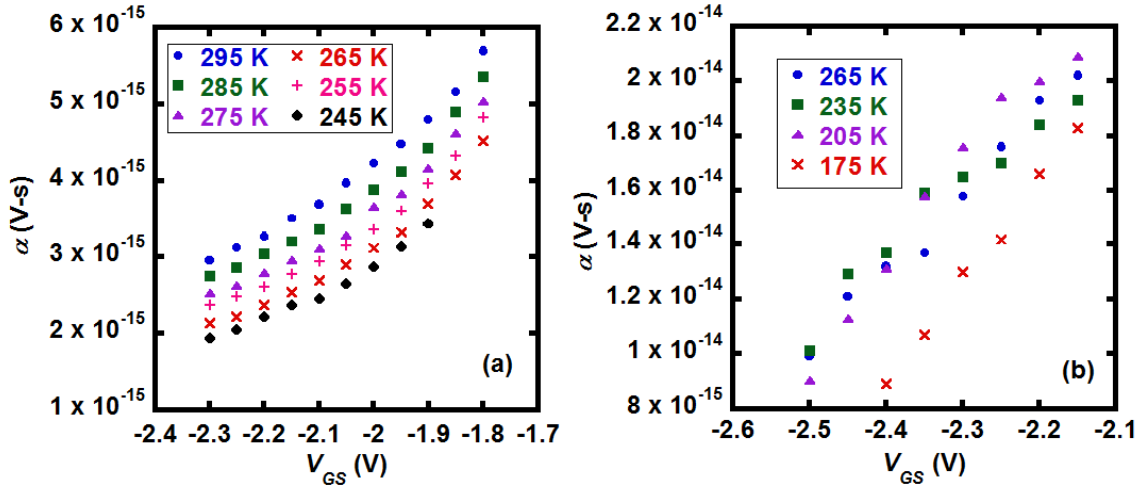 6 x 10⁻¹⁵
5 x 10⁻¹⁵
4 x 10⁻¹⁵
3 x 10⁻¹⁵
2 x 10⁻¹⁵
1 x 10⁻¹⁵
α (V-s)
295 K 265 K
285 K 255 K
275 K 245 K
(a)
-2.4 -2.3 -2.2 -2.1 -2 -1.9 -1.8 -1.7
V_GS (V)
2.2 x 10⁻¹⁴
2 x 10⁻¹⁴
1.8 x 10⁻¹⁴
1.6 x 10⁻¹⁴
1.4 x 10⁻¹⁴
1.2 x 10⁻¹⁴
1 x 10⁻¹⁴
8 x 10⁻¹⁵
α (V-s)
265 K
235 K
205 K
175 K
(b)
-2.6 -2.5 -2.4 -2.3 -2.2 -2.1
V_GS (V)